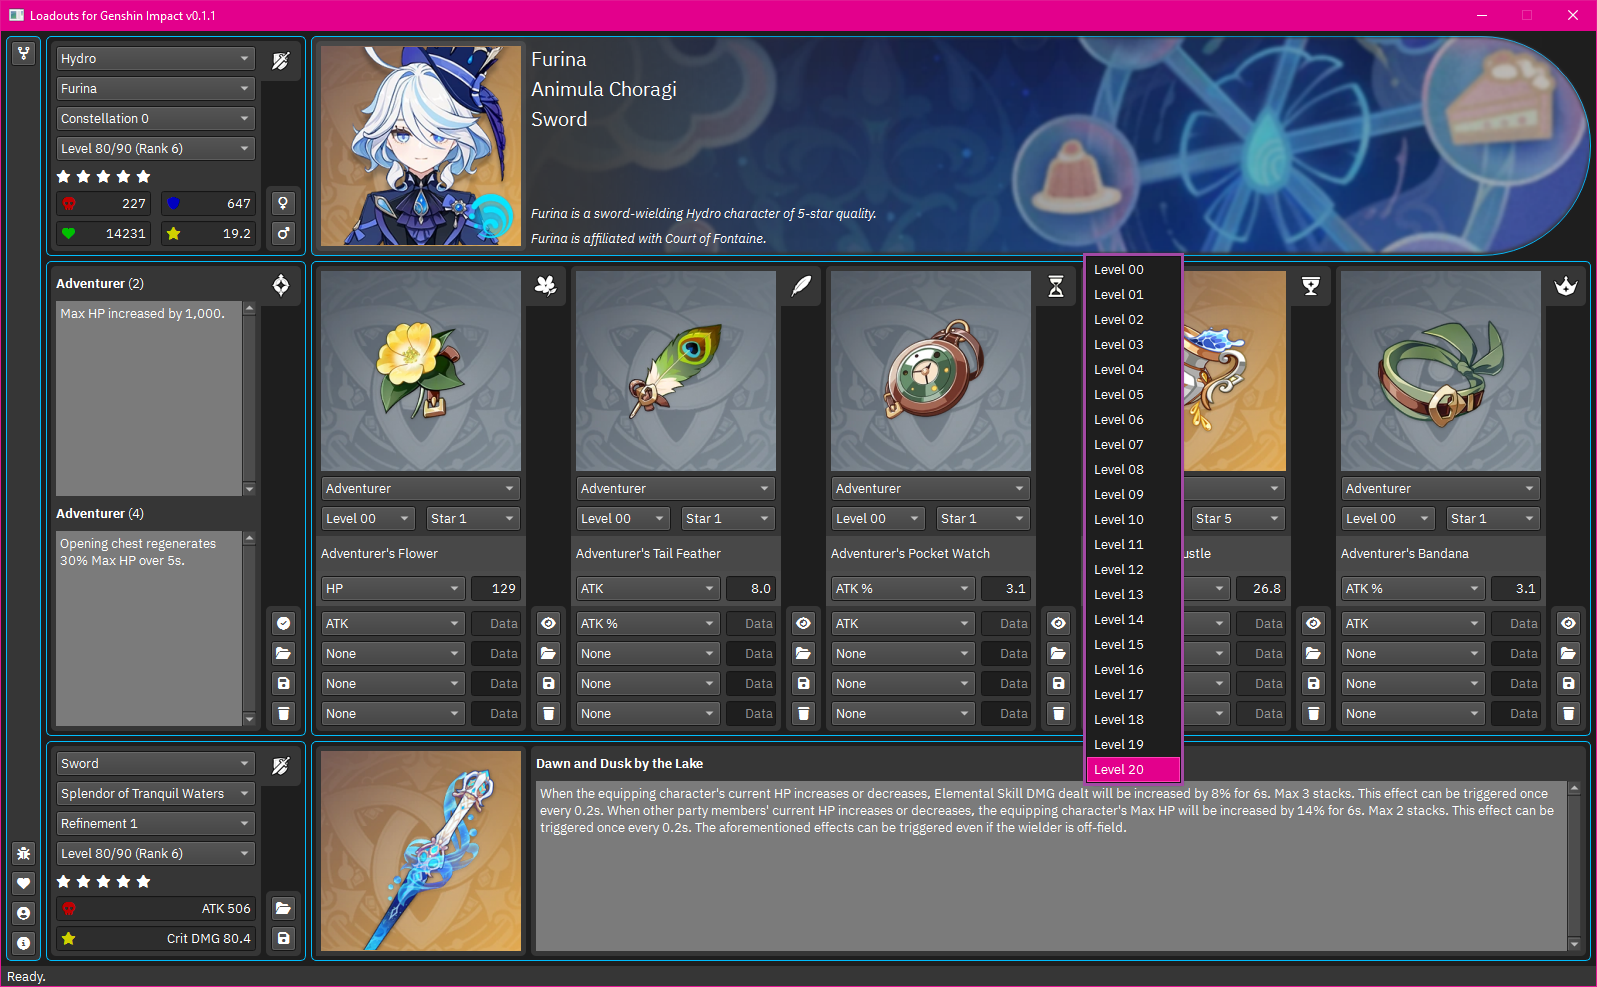 Loadouts for Genshin Impact v0.1.1
Hydro
Furina
Constellation 0
Level 80/90 (Rank 6)
227
647
14231
19.2
Furina
Animula Choragi
Sword
Furina is a sword-wielding Hydro character of 5-star quality.
Furina is affiliated with Court of Fontaine.
Adventurer (2)
Max HP increased by 1,000.
Adventurer (4)
Opening chest regenerates
30% Max HP over 5s.
Adventurer
Level 00
Star 1
Adventurer's Flower
HP
129
ATK
Data
None
Data
None
Data
None
Data
Adventurer
Level 00
Star 1
Adventurer's Tail Feather
ATK
8.0
ATK %
Data
None
Data
None
Data
None
Data
Adventurer
Level 00
Star 1
Adventurer's Pocket Watch
ATK %
3.1
ATK
Data
None
Data
None
Data
None
Data
Level 00
Level 01
Level 02
Level 03
Level 04
Level 05
Level 06
Level 07
Level 08
Level 09
Level 10
Level 11
Level 12
Level 13
Level 14
Level 15
Level 16
Level 17
Level 18
Level 19
Level 20
Star 5
26.8
Data
Data
Data
Data
Adventurer
Level 00
Star 1
Adventurer's Bandana
ATK %
3.1
ATK
Data
None
Data
None
Data
None
Data
Sword
Splendor of Tranquil Waters
Refinement 1
Level 80/90 (Rank 6)
ATK 506
Crit DMG 80.4
Dawn and Dusk by the Lake
When the equipping character's current HP increases or decreases, Elemental Skill DMG dealt will be increased by 8% for 6s. Max 3 stacks. This effect can be triggered once
every 0.2s. When other party members' current HP increases or decreases, the equipping character's Max HP will be increased by 14% for 6s. Max 2 stacks. This effect can be
triggered once every 0.2s. The aforementioned effects can be triggered even if the wielder is off-field.
Ready.